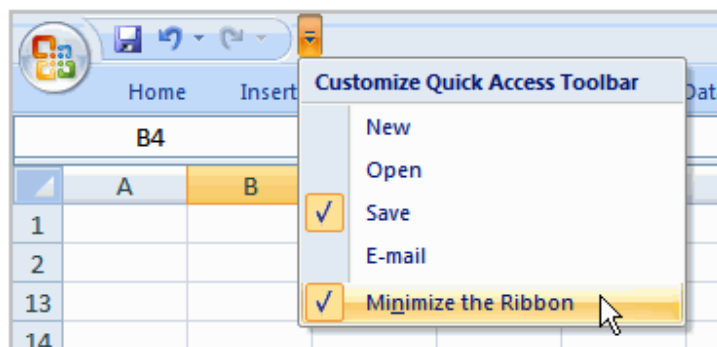 Home Insert Dat
Customize Quick Access Toolbar
New
Open
Save
E-mail
Minimize the Ribbon
B4
A B
1
2
13
14